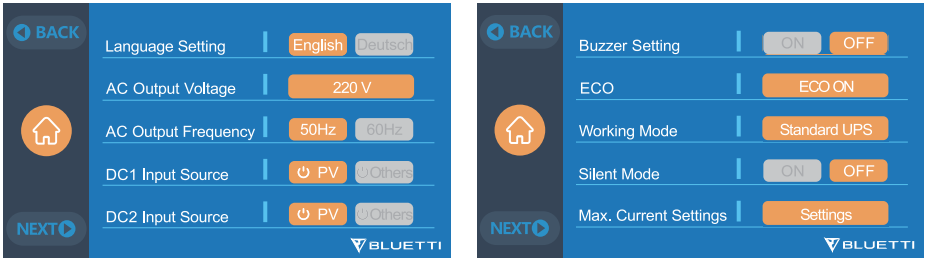 BACK
Language Setting English Deutsch
AC Output Voltage 220 V
AC Output Frequency 50Hz 60Hz
DC1 Input Source PV Others
DC2 Input Source PV Others
NEXT
BLUETTI
BACK
Buzzer Setting ON OFF
ECO ECO ON
Working Mode Standard UPS
Silent Mode ON OFF
Max. Current Settings Settings
NEXT
BLUETTI